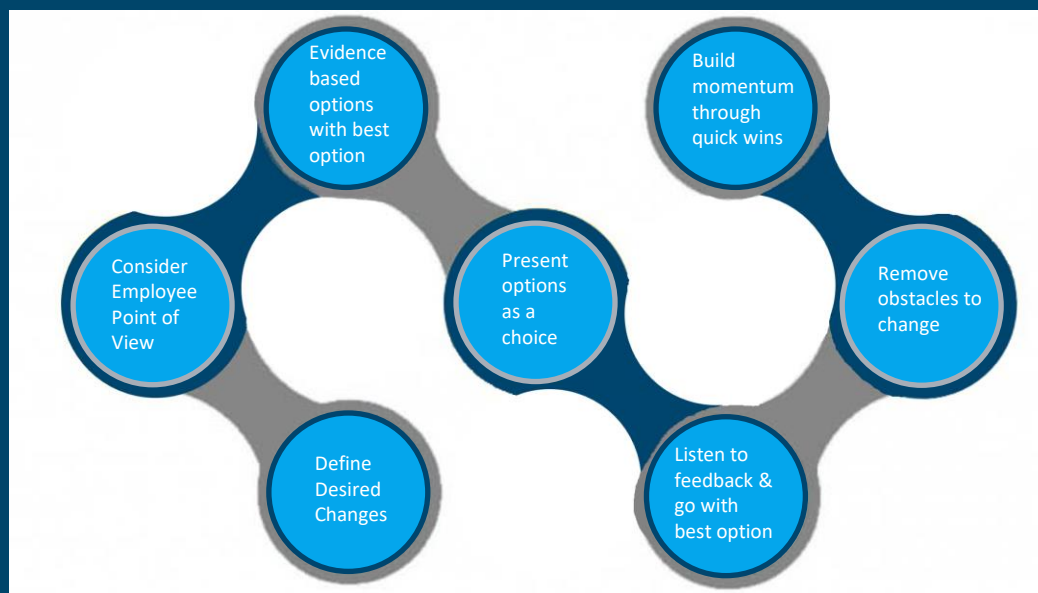 Evidence
based
options
with best
option
Build
momentum
through
quick wins
Consider
Employee
Point of
View
Present
options
as a
choice
Remove
obstacles to
change
Define
Desired
Changes
Listen to
feedback &
go with
best option